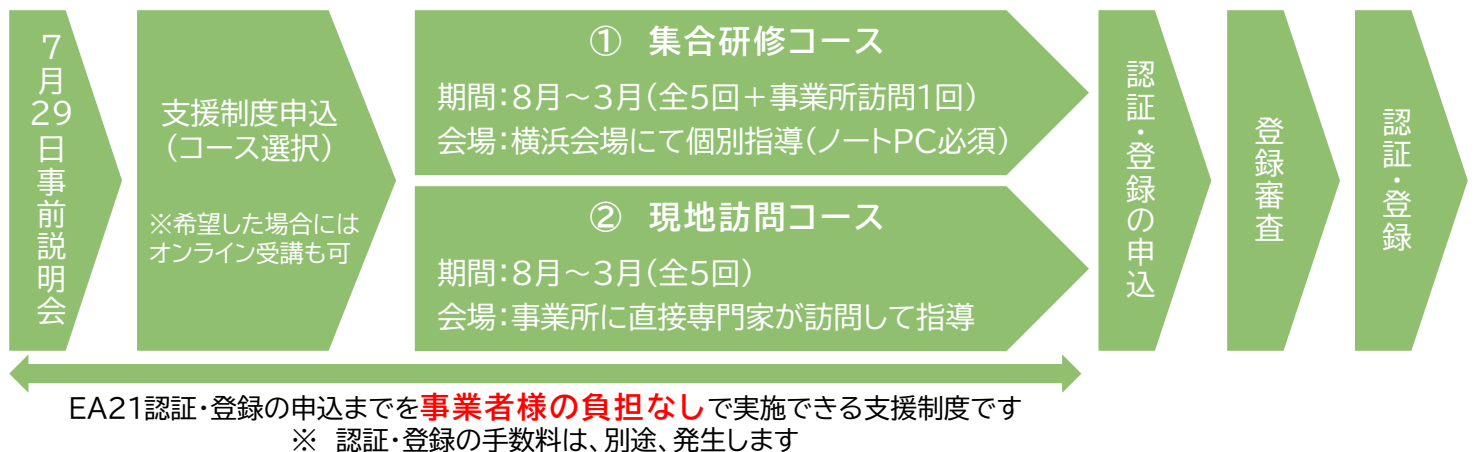 7月29日事前説明会
支援制度申込
(コース選択)
※希望した場合には
オンライン受講も可
① 集合研修コース
期間:8月~3月(全5回+事業所訪問1回)
会場:横浜会場にて個別指導(ノートPC必須)
② 現地訪問コース
期間:8月~3月(全5回)
会場:事業所に直接専門家が訪問して指導
認証・登録の申込
登録審査
認証・登録
EA21認証・登録の申込までを事業者様の負担なしで実施できる支援制度です
※ 認証・登録の手数料は、別途、発生します